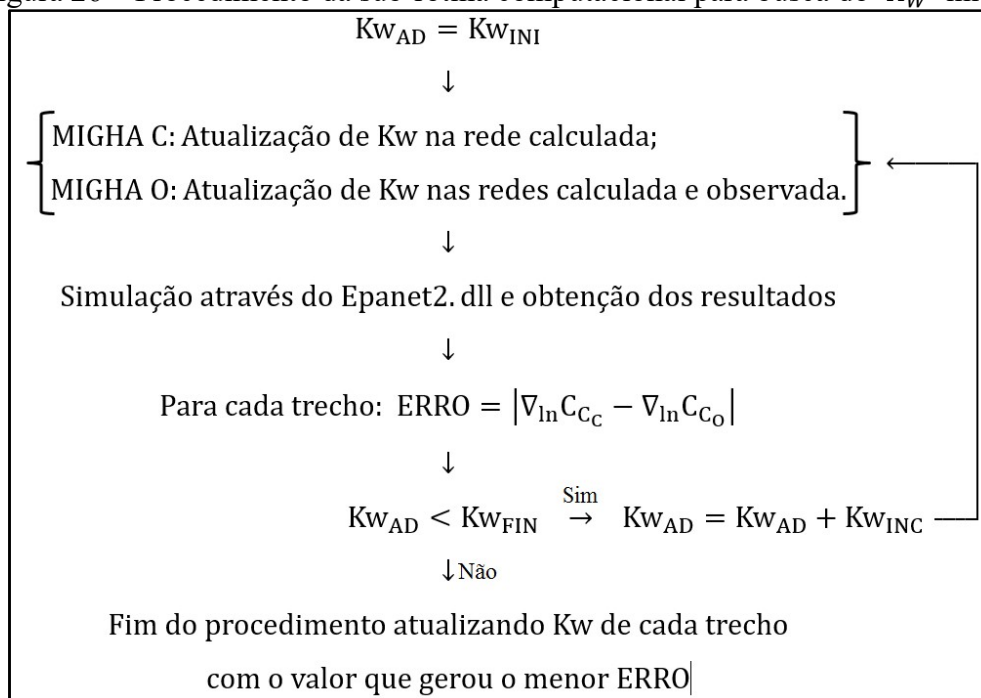 Kw_AD = Kw_INI
↓
MIGHA C: Atualização de Kw na rede calculada;
MIGHA O: Atualização de Kw nas redes calculada e observada.
↓
Simulação através do Epanet2. dll e obtenção dos resultados
↓
Para cada trecho: ERRO = |∇_ln C_C_C − ∇_ln C_C_O|
↓
Kw_AD < Kw_FIN Sim → Kw_AD = Kw_AD + Kw_INC
↓ Não
Fim do procedimento atualizando Kw de cada trecho
com o valor que gerou o menor ERRO